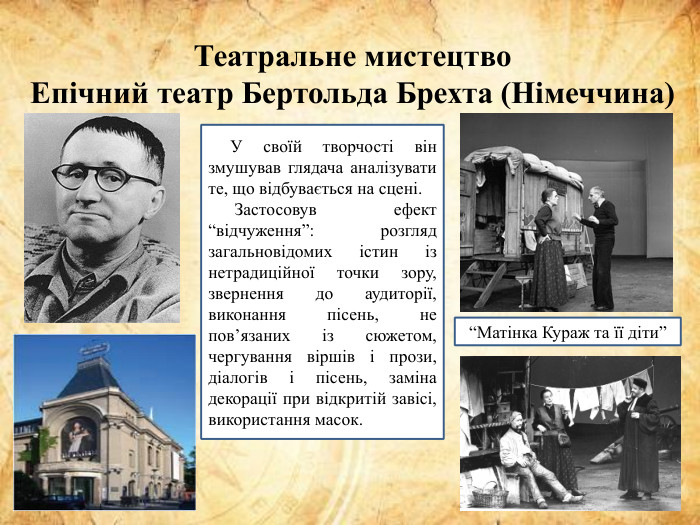 Театральне мистецтво
Епічний театр Бертольда Брехта (Німеччина)
У своїй творчості він
змушував глядача аналізувати
те, що відбувається на сцені.
Застосовув ефект
“відчуження”: розгляд
загальновідомих істин із
нетрадиційної точки зору,
звернення до аудиторії,
виконання пісень, не
пов’язаних із сюжетом,
чергування віршів і прози,
діалогів і пісень, заміна
декорації при відкритій завісі,
використання масок.
“Матінка Кураж та її діти”